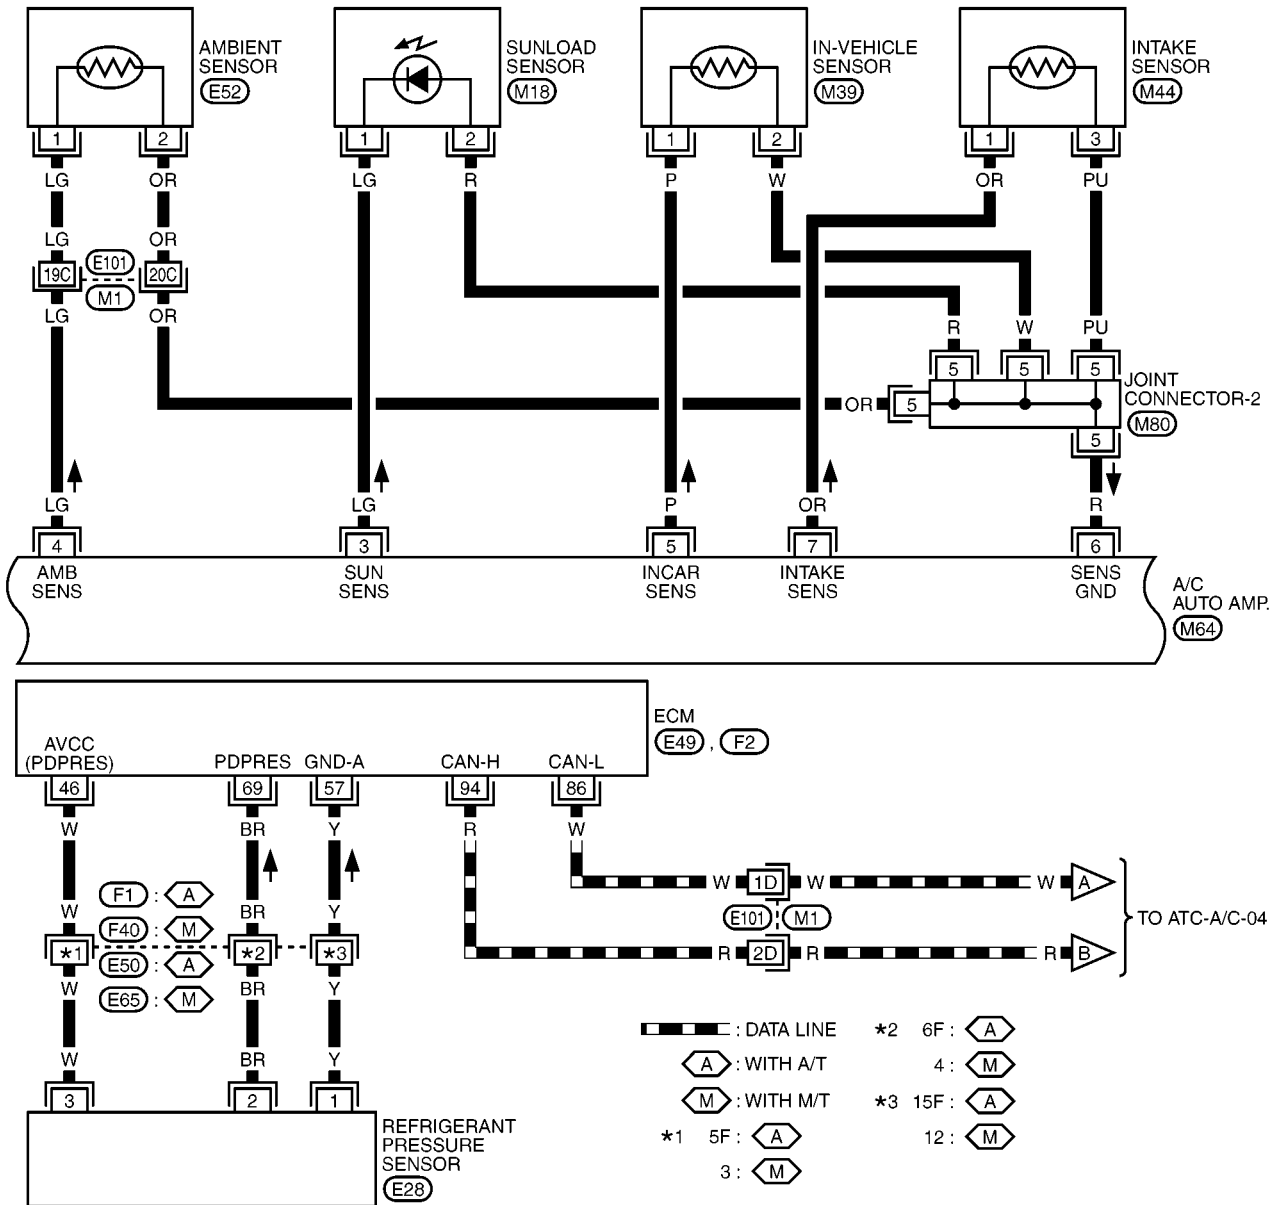 AMBIENT
SENSOR
E52
SUNLOAD
SENSOR
M18
IN-VEHICLE
SENSOR
M39
INTAKE
SENSOR
M44
1 2 1 2 1 2 1 3
LG OR LG R P W OR PU
LG OR
19C E101 20C
M1
LG OR
R W PU
5 5 5
JOINT
CONNECTOR-2
M80
OR 5
5
LG LG P OR R
4 3 5 7 6
AMB
SENS
SUN
SENS
INCAR
SENS
INTAKE
SENS
SENS
GND
A/C
AUTO AMP.
M64
ECM
E49 , F2
AVCC
(PDPRES)
PDPRES GND-A CAN-H CAN-L
46 69 57 94 86
W BR Y R W
F1 : A
W 1D W W A
W BR Y
F40 : M
E101 M1
TO ATC-A/C-04
*1 *2 *3
R 2D R R B
E50 : A
W BR Y
E65 : M
: DATA LINE
A : WITH A/T
M : WITH M/T
*1 5F : A
3 : M
*2 6F : A
4 : M
*3 15F : A
12 : M
W BR Y
3 2 1
REFRIGERANT
PRESSURE
SENSOR
E28